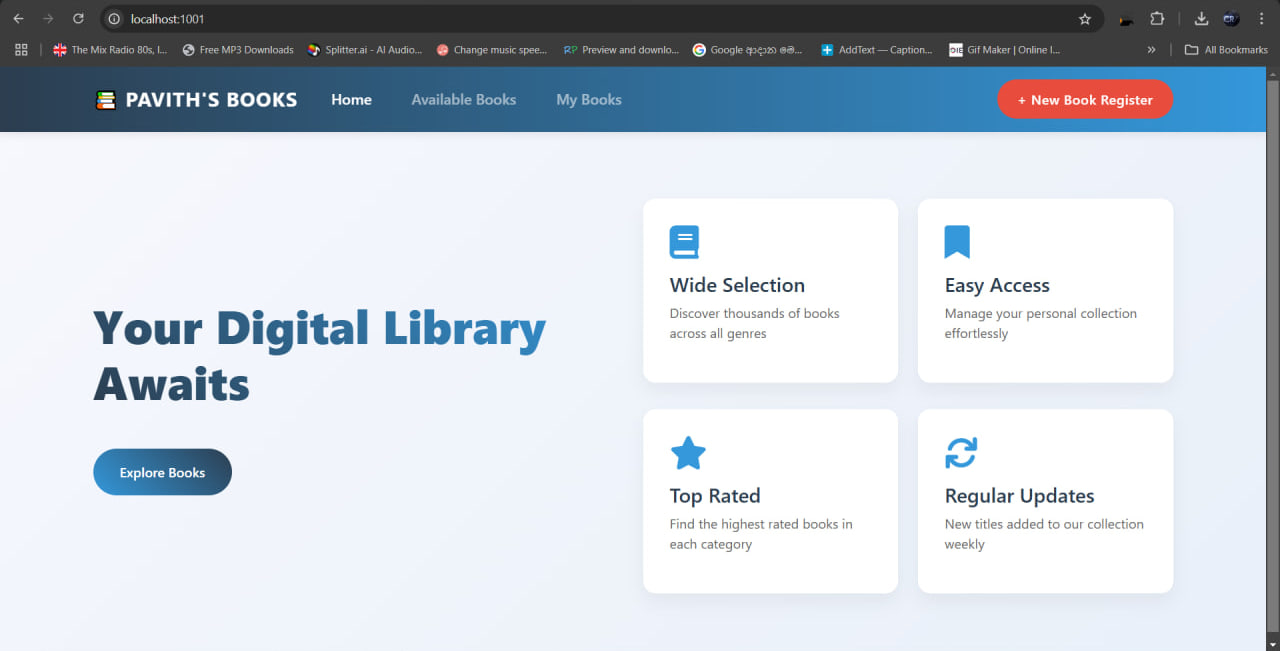 localhost:1001
The Mix Radio 80s, l...
Free MP3 Downloads
Splitter.ai - AI Audio...
Change music spee...
RP Preview and downlo...
Google ආදාන මෙ...
AddText — Caption...
GIE Gif Maker | Online I...
All Bookmarks
PAVITH'S BOOKS
Home
Available Books
My Books
+ New Book Register
Your Digital Library
Awaits
Explore Books
Wide Selection
Discover thousands of books
across all genres
Easy Access
Manage your personal collection
effortlessly
Top Rated
Find the highest rated books in
each category
Regular Updates
New titles added to our collection
weekly